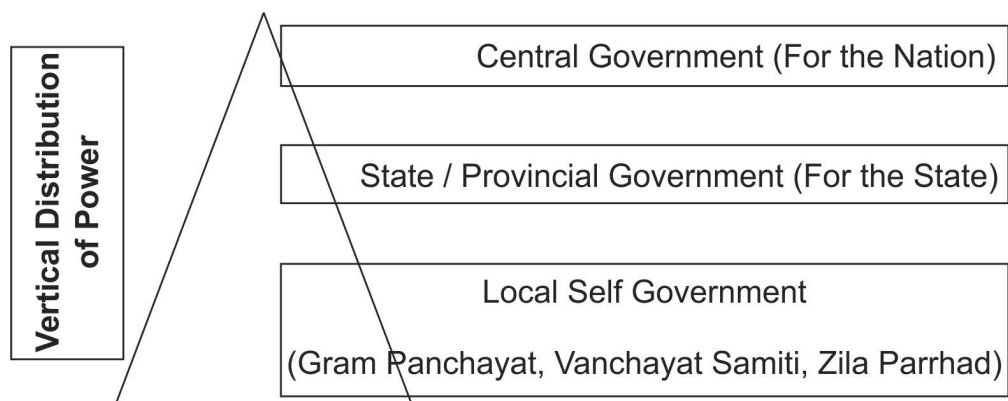 Vertical Distribution
of Power
Central Government (For the Nation)
State / Provincial Government (For the State)
Local Self Government
(Gram Panchayat, Vanchayat Samiti, Zila Parrhad)